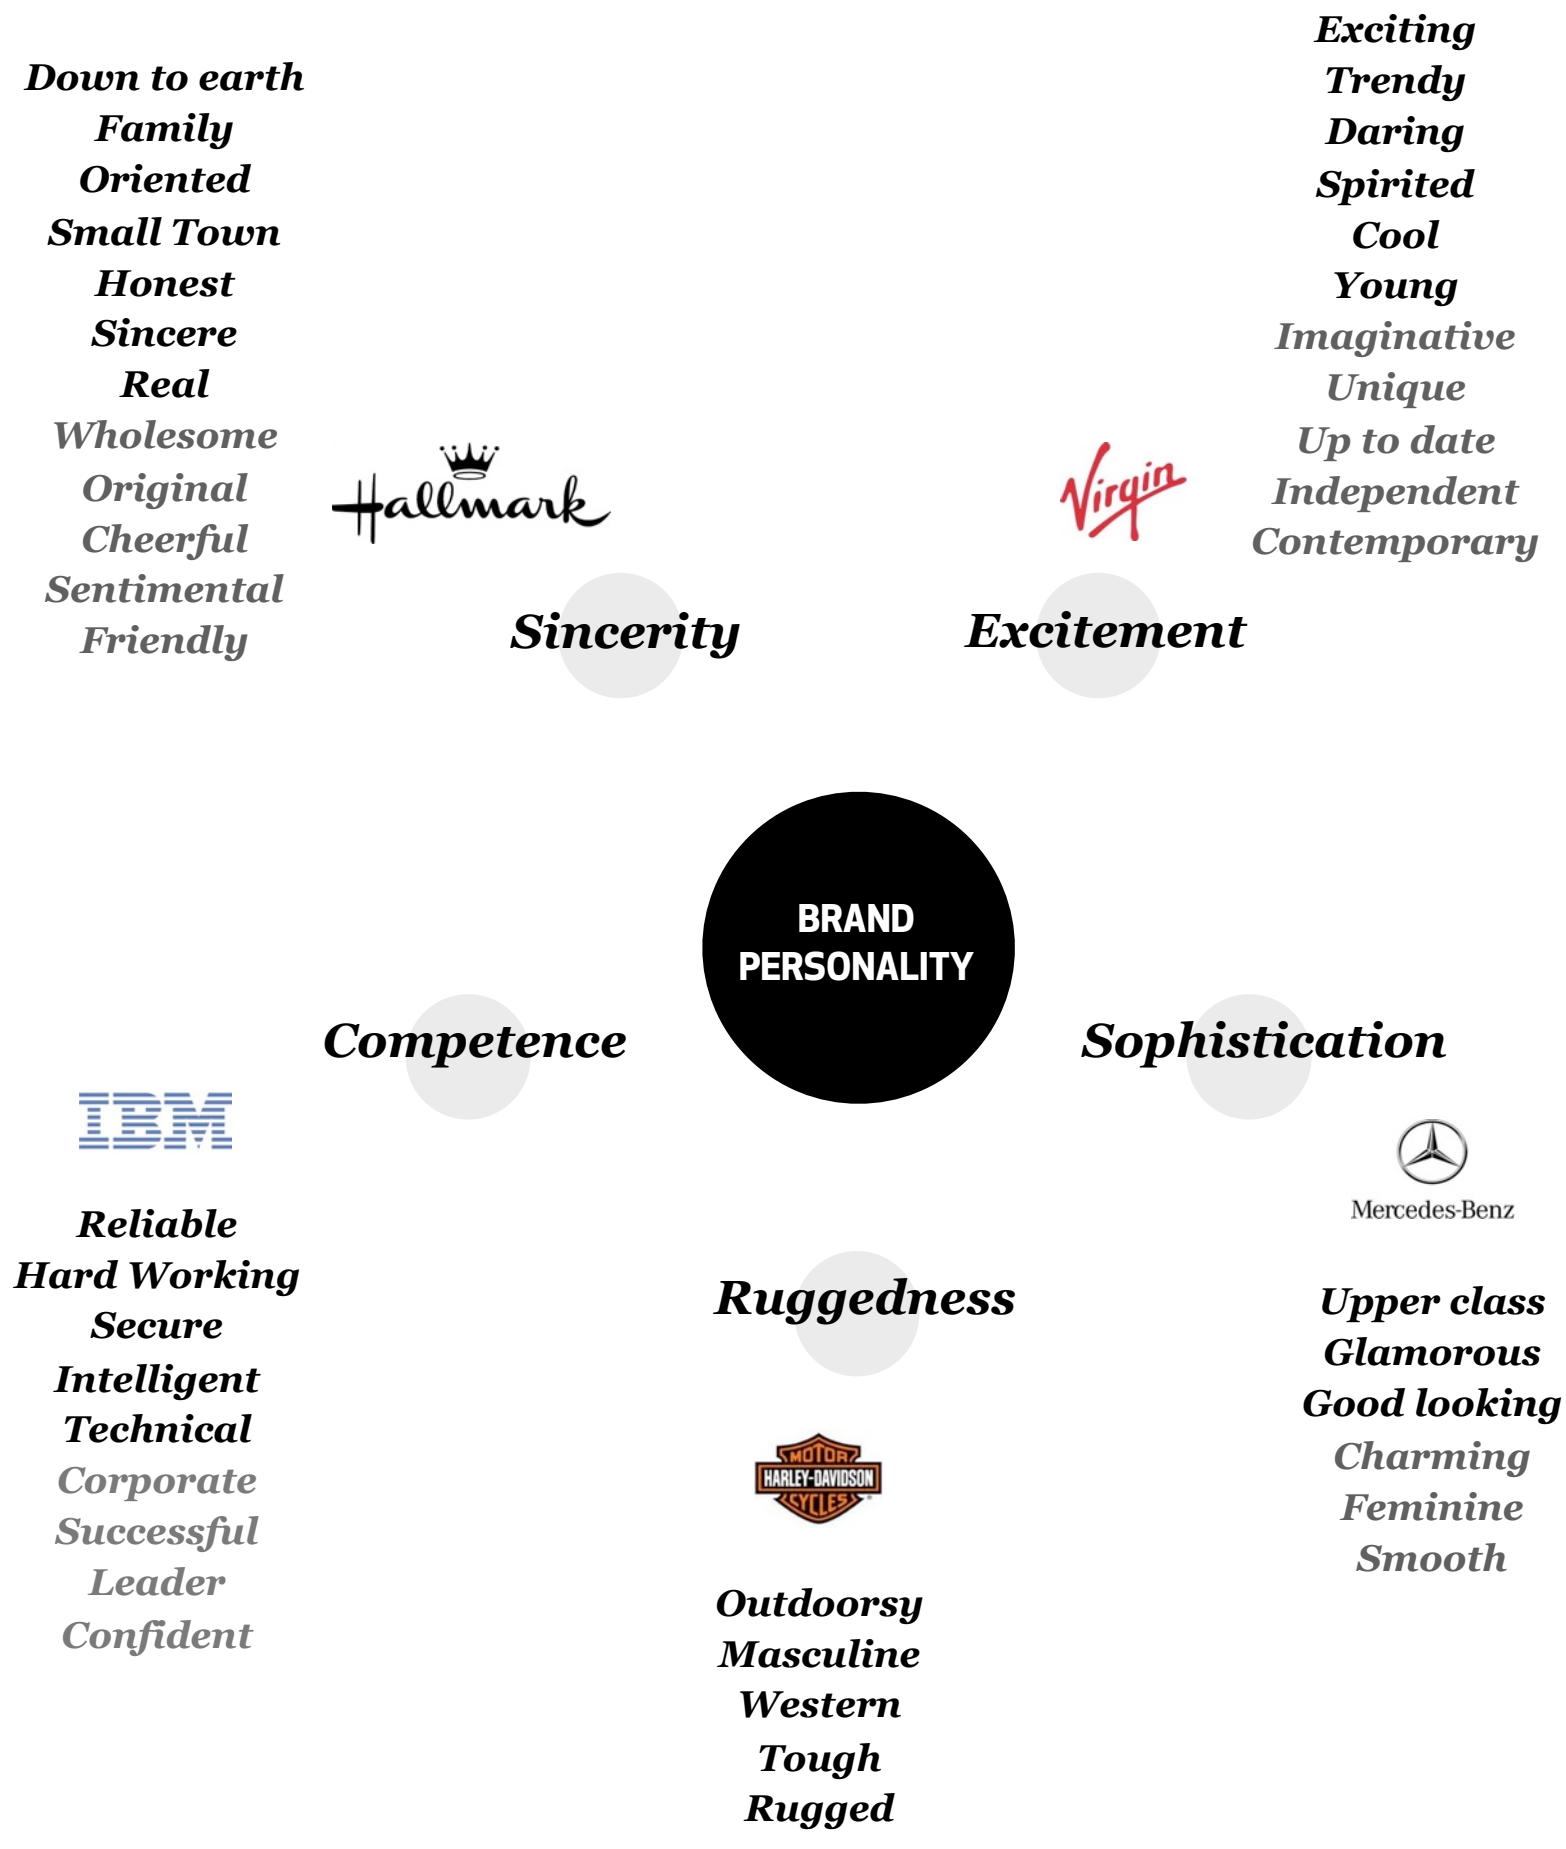 Down to earth
Family
Oriented
Small Town
Honest
Sincere
Real
Wholesome
Original
Cheerful
Sentimental
Friendly
Hallmark
Sincerity
Exciting
Trendy
Daring
Spirited
Cool
Young
Imaginative
Unique
Up to date
Independent
Contemporary
Virgin
Excitement
BRAND
PERSONALITY
Competence
IBM
Reliable
Hard Working
Secure
Intelligent
Technical
Corporate
Successful
Leader
Confident
Ruggedness
MOTOR
HARLEY-DAVIDSON
CYCLES
Outdoorsy
Masculine
Western
Tough
Rugged
Sophistication
Mercedes-Benz
Upper class
Glamorous
Good looking
Charming
Feminine
Smooth